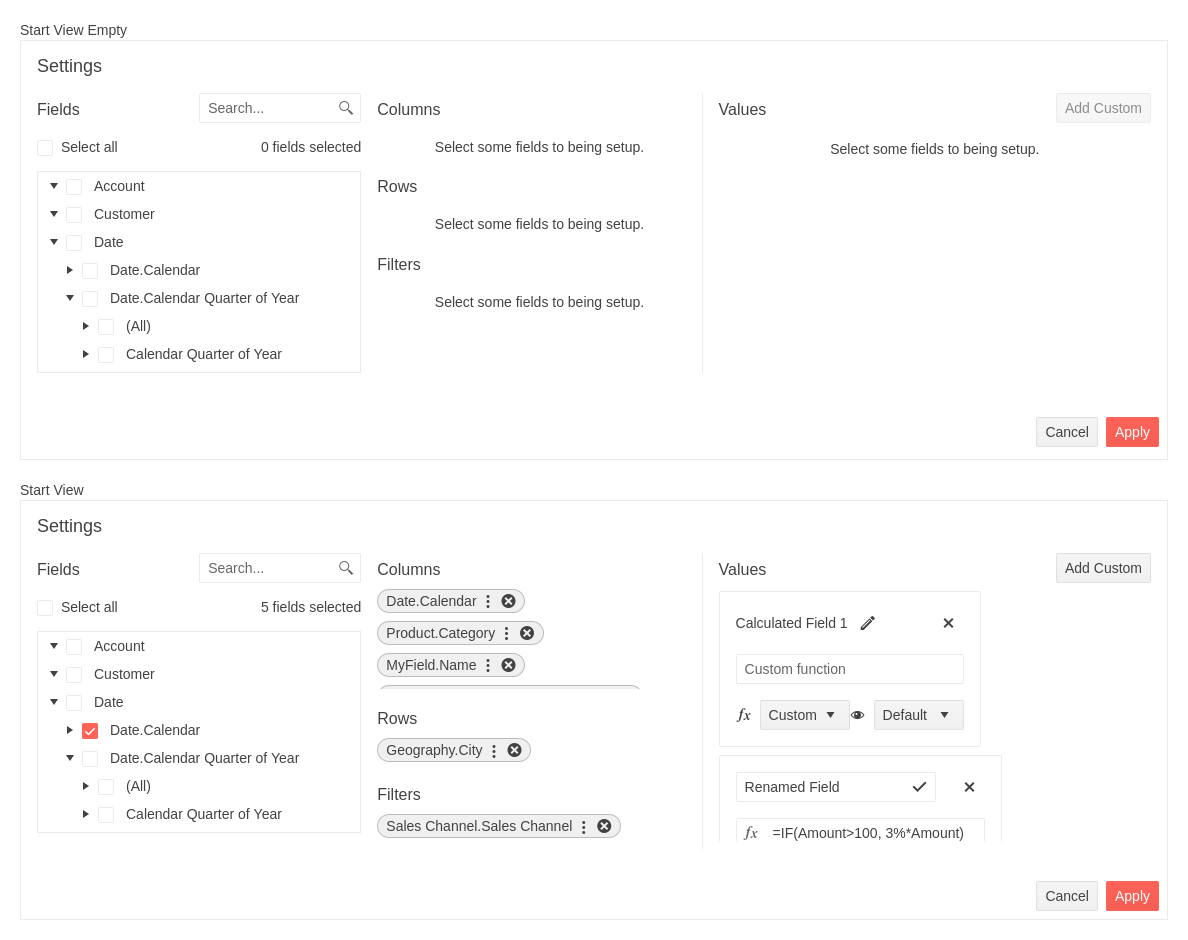 Start View Empty
Settings
Fields
Search...
Select all
0 fields selected
Account
Customer
Date
Date.Calendar
Date.Calendar Quarter of Year
(All)
Calendar Quarter of Year
Columns
Select some fields to being setup.
Rows
Select some fields to being setup.
Filters
Select some fields to being setup.
Values
Add Custom
Select some fields to being setup.
Cancel
Apply
Start View
Settings
Fields
Search...
Select all
5 fields selected
Account
Customer
Date
Date.Calendar
Date.Calendar Quarter of Year
(All)
Calendar Quarter of Year
Columns
Date.Calendar
Product.Category
MyField.Name
Rows
Geography.City
Filters
Sales Channel.Sales Channel
Values
Add Custom
Calculated Field 1
Custom function
fx Custom Default
Renamed Field
fx =IF(Amount>100, 3%*Amount)
Cancel
Apply